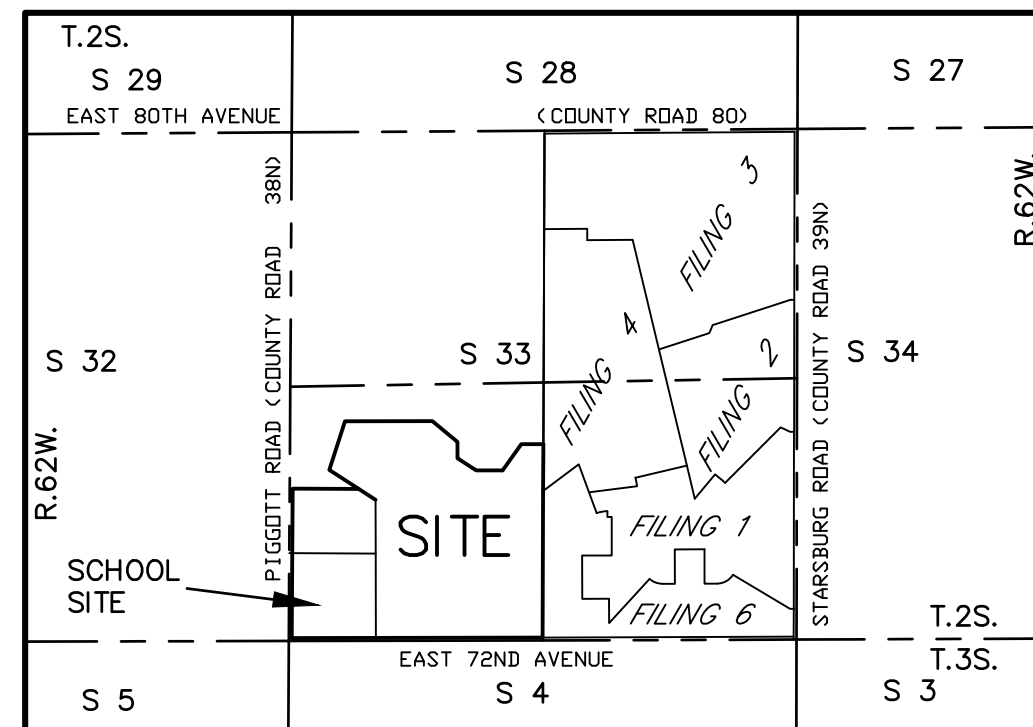 T.2S.
S 29
S 28
S 27
EAST 80TH AVENUE
(COUNTY ROAD 80)
PIGGOTT ROAD (COUNTY ROAD 38N)
FILING 3
R.62W.
STARSBURG ROAD (COUNTY ROAD 39N)
S 32
S 33
FILING 4
FILING 2
S 34
R.62W.
SITE
FILING 1
SCHOOL
SITE
FILING 6
T.2S.
EAST 72ND AVENUE
T.3S.
S 5
S 4
S 3